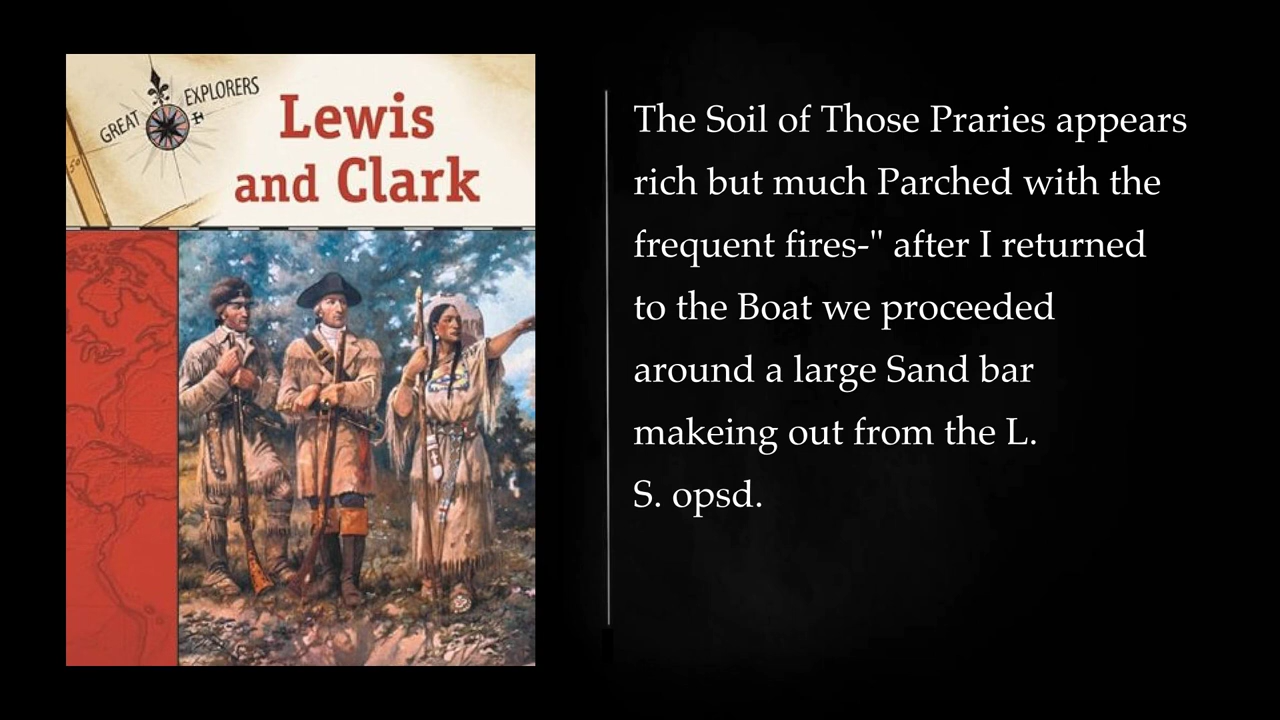 GREAT EXPLORERS
Lewis
and Clark
50
The Soil of Those Praries appears
rich but much Parched with the
frequent fires-" after I returned
to the Boat we proceeded
around a large Sand bar
makeing out from the L.
S. opsd.